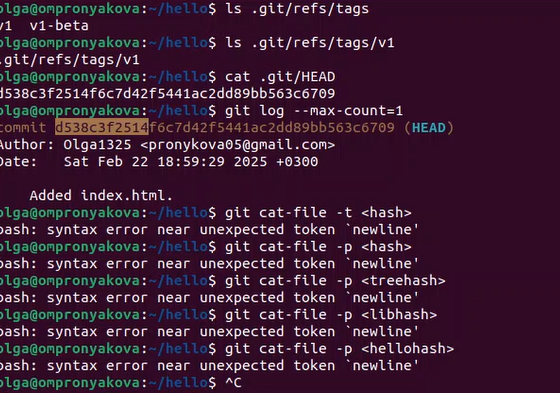 olga@ompronyakova:~/hello$ ls .git/refs/tags
v1  v1-beta
olga@ompronyakova:~/hello$ ls .git/refs/tags/v1
.git/refs/tags/v1
olga@ompronyakova:~/hello$ cat .git/HEAD
d538c3f2514f6c7d42f5441ac2dd89bb563c6709
olga@ompronyakova:~/hello$ git log --max-count=1
commit d538c3f2514f6c7d42f5441ac2dd89bb563c6709 (HEAD)
Author: Olga1325 <pronykova05@gmail.com>
Date:   Sat Feb 22 18:59:29 2025 +0300
    Added index.html.
olga@ompronyakova:~/hello$ git cat-file -t <hash>
bash: syntax error near unexpected token `newline'
olga@ompronyakova:~/hello$ git cat-file -p <hash>
bash: syntax error near unexpected token `newline'
olga@ompronyakova:~/hello$ git cat-file -p <treehash>
bash: syntax error near unexpected token `newline'
olga@ompronyakova:~/hello$ git cat-file -p <libhash>
bash: syntax error near unexpected token `newline'
olga@ompronyakova:~/hello$ git cat-file -p <hellohash>
bash: syntax error near unexpected token `newline'
olga@ompronyakova:~/hello$ ^C